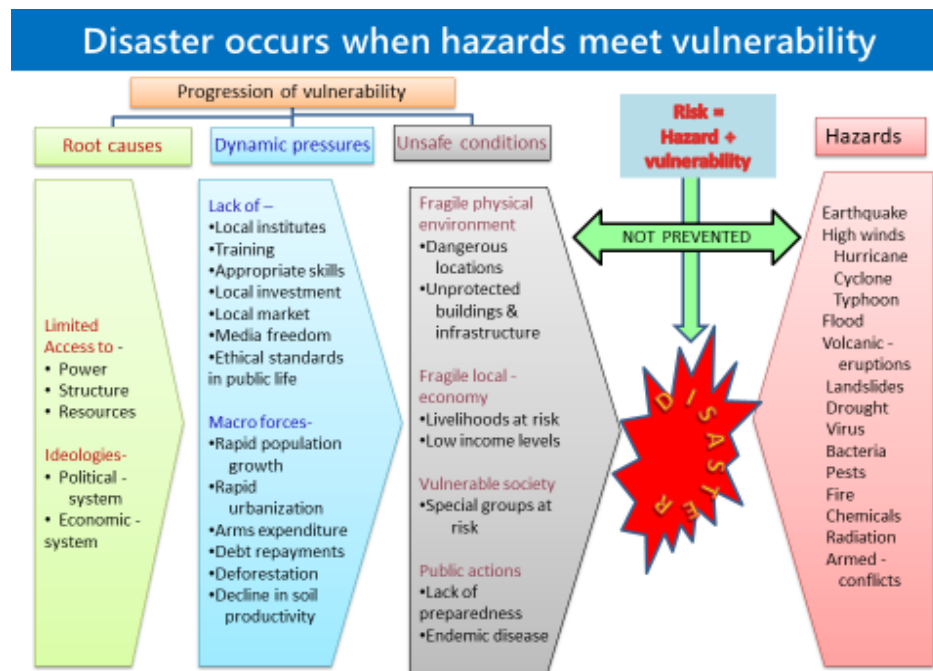 Disaster occurs when hazards meet vulnerability
Progression of vulnerability
Root causes
Limited
Access to -
• Power
• Structure
• Resources
Ideologies-
• Political -
system
• Economic -
system
Dynamic pressures
Lack of –
•Local institutes
•Training
•Appropriate skills
•Local investment
•Local market
•Media freedom
•Ethical standards
in public life
Macro forces-
•Rapid population
growth
•Rapid
urbanization
•Arms expenditure
•Debt repayments
•Deforestation
•Decline in soil
productivity
Unsafe conditions
Fragile physical
environment
•Dangerous
locations
•Unprotected
buildings &
infrastructure
Fragile local -
economy
•Livelihoods at risk
•Low income levels
Vulnerable society
•Special groups at
risk
Public actions
•Lack of
preparedness
•Endemic disease
Risk =
Hazard +
vulnerability
NOT PREVENTED
DISASTER
Hazards
Earthquake
High winds
Hurricane
Cyclone
Typhoon
Flood
Volcanic -
eruptions
Landslides
Drought
Virus
Bacteria
Pests
Fire
Chemicals
Radiation
Armed -
conflicts